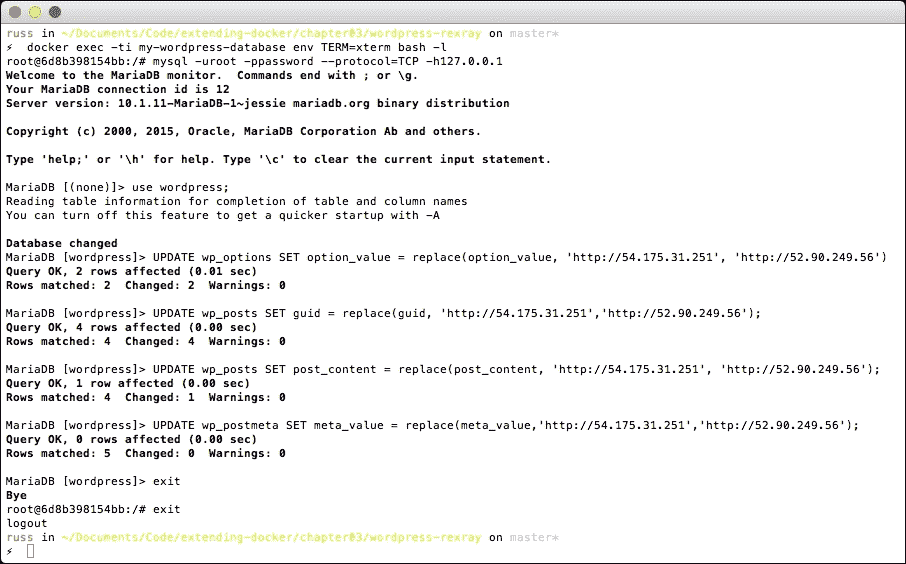 russ in ~/Documents/Code/extending-docker/chapter03/wordpress-rexray on master*
⚡ docker exec -ti my-wordpress-database env TERM=xterm bash -l
root@6d8b398154bb:/# mysql -uroot -ppassword --protocol=TCP -h127.0.0.1
Welcome to the MariaDB monitor.  Commands end with ; or \g.
Your MariaDB connection id is 12
Server version: 10.1.11-MariaDB-1~jessie mariadb.org binary distribution
Copyright (c) 2000, 2015, Oracle, MariaDB Corporation Ab and others.
Type 'help;' or '\h' for help. Type '\c' to clear the current input statement.
MariaDB [(none)]> use wordpress;
Reading table information for completion of table and column names
You can turn off this feature to get a quicker startup with -A
Database changed
MariaDB [wordpress]> UPDATE wp_options SET option_value = replace(option_value, 'http://54.175.31.251', 'http://52.90.249.56')
Query OK, 2 rows affected (0.01 sec)
Rows matched: 2  Changed: 2  Warnings: 0
MariaDB [wordpress]> UPDATE wp_posts SET guid = replace(guid, 'http://54.175.31.251','http://52.90.249.56');
Query OK, 4 rows affected (0.00 sec)
Rows matched: 4  Changed: 4  Warnings: 0
MariaDB [wordpress]> UPDATE wp_posts SET post_content = replace(post_content, 'http://54.175.31.251', 'http://52.90.249.56');
Query OK, 1 row affected (0.00 sec)
Rows matched: 4  Changed: 1  Warnings: 0
MariaDB [wordpress]> UPDATE wp_postmeta SET meta_value = replace(meta_value,'http://54.175.31.251','http://52.90.249.56');
Query OK, 0 rows affected (0.00 sec)
Rows matched: 5  Changed: 0  Warnings: 0
MariaDB [wordpress]> exit
Bye
root@6d8b398154bb:/# exit
logout
russ in ~/Documents/Code/extending-docker/chapter03/wordpress-rexray on master*
⚡